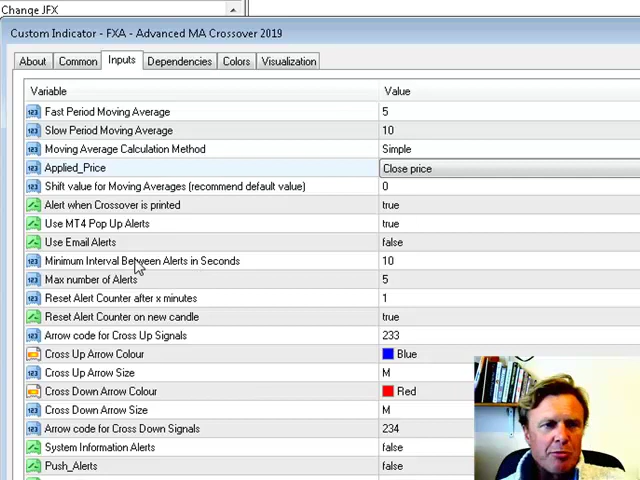 Change JFX
Custom Indicator - FXA - Advanced MA Crossover 2019
About Common Inputs Dependencies Colors Visualization
Variable Value
Fast Period Moving Average 5
Slow Period Moving Average 10
Moving Average Calculation Method Simple
Applied_Price Close price
Shift value for Moving Averages (recommend default value) 0
Alert when Crossover is printed true
Use MT4 Pop Up Alerts true
Use Email Alerts false
Minimum Interval Between Alerts in Seconds 10
Max number of Alerts 5
Reset Alert Counter after x minutes 1
Reset Alert Counter on new candle true
Arrow code for Cross Up Signals 233
Cross Up Arrow Colour Blue
Cross Up Arrow Size M
Cross Down Arrow Colour Red
Cross Down Arrow Size M
Arrow code for Cross Down Signals 234
System Information Alerts false
Push_Alerts false